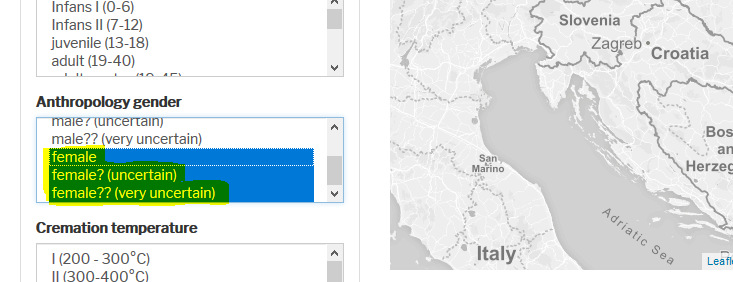 Infans I (0-6)
Infans II (7-12)
juvenile (13-18)
adult (19-40)
Anthropology gender
male? (uncertain)
male?? (very uncertain)
female
female? (uncertain)
female?? (very uncertain)
Cremation temperature
I (200 - 300°C)
II (300-400°C)
Slovenia
Zagreb
Croatia
Bos
an
Herzeg
San
Marino
Adriatic Sea
Italy
Leafl